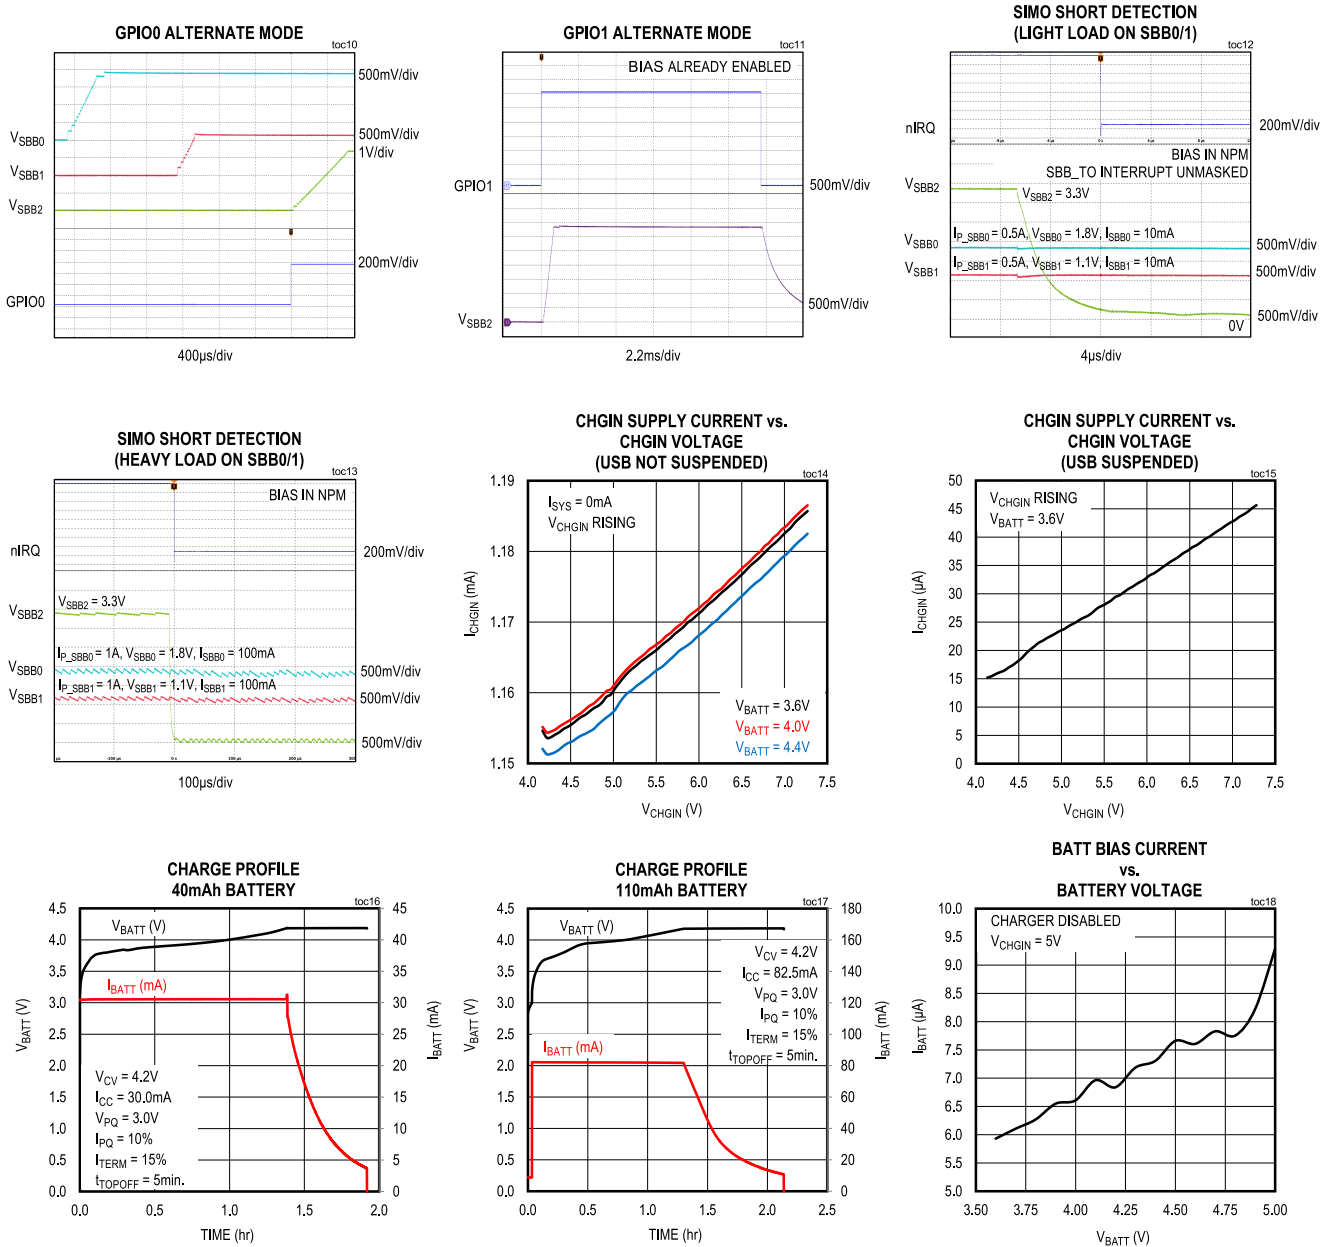 GPIO0 ALTERNATE MODE
toc10
500mV/div
VSBB0
500mV/div
1V/div
VSBB1
VSBB2
200mV/div
GPIO0
400µs/div
GPIO1 ALTERNATE MODE
toc11
BIAS ALREADY ENABLED
GPIO1
500mV/div
500mV/div
VSBB2
2.2ms/div
SIMO SHORT DETECTION
(LIGHT LOAD ON SBB0/1)
toc12
nIRQ
200mV/div
BIAS IN NPM
SBB_TO INTERRUPT UNMASKED
VSBB2
VSBB2 = 3.3V
IP_SBB0 = 0.5A, VSBB0 = 1.8V, ISBB0 = 10mA
VSBB0
500mV/div
IP_SBB1 = 0.5A, VSBB1 = 1.1V, ISBB1 = 10mA
VSBB1
500mV/div
500mV/div
0V
4µs/div
SIMO SHORT DETECTION
(HEAVY LOAD ON SBB0/1)
toc13
BIAS IN NPM
nIRQ
200mV/div
VSBB2 = 3.3V
VSBB2
IP_SBB0 = 1A, VSBB0 = 1.8V, ISBB0 = 100mA
VSBB0
500mV/div
IP_SBB1 = 1A, VSBB1 = 1.1V, ISBB1 = 100mA
VSBB1
500mV/div
500mV/div
100µs/div
CHGIN SUPPLY CURRENT vs.
CHGIN VOLTAGE
(USB NOT SUSPENDED)
toc14
1.19
1.18
1.17
1.16
1.15
ICHGIN (mA)
ISYS = 0mA
VCHGIN RISING
VBATT = 3.6V
VBATT = 4.0V
VBATT = 4.4V
4.0 4.5 5.0 5.5 6.0 6.5 7.0 7.5
VCHGIN (V)
CHGIN SUPPLY CURRENT vs.
CHGIN VOLTAGE
(USB SUSPENDED)
toc15
50
45
40
35
30
25
20
15
10
5
0
ICHGIN (µA)
VCHGIN RISING
VBATT = 3.6V
4.0 4.5 5.0 5.5 6.0 6.5 7.0 7.5
VCHGIN (V)
CHARGE PROFILE
40mAh BATTERY
toc16
4.5
4.0
3.5
3.0
2.5
2.0
1.5
1.0
0.5
0.0
VBATT (V)
VBATT (V)
IBATT (mA)
VCV = 4.2V
ICC = 30.0mA
VPQ = 3.0V
IPQ = 10%
ITERM = 15%
tTOPOFF = 5min.
45
40
35
30
25
20
15
10
5
0
IBATT (mA)
0.0 0.5 1.0 1.5 2.0
TIME (hr)
CHARGE PROFILE
110mAh BATTERY
toc17
4.5
4.0
3.5
3.0
2.5
2.0
1.5
1.0
0.5
0.0
VBATT (V)
VBATT (V)
IBATT (mA)
VCV = 4.2V
ICC = 82.5mA
VPQ = 3.0V
IPQ = 10%
ITERM = 15%
tTOPOFF = 5min.
180
160
140
120
100
80
60
40
20
0
IBATT (mA)
0.0 0.5 1.0 1.5 2.0 2.5
TIME (hr)
BATT BIAS CURRENT
vs.
BATTERY VOLTAGE
toc18
10.0
9.5
9.0
8.5
8.0
7.5
7.0
6.5
6.0
5.5
5.0
IBATT (µA)
CHARGER DISABLED
VCHGIN = 5V
3.50 3.75 4.00 4.25 4.50 4.75 5.00
VBATT (V)